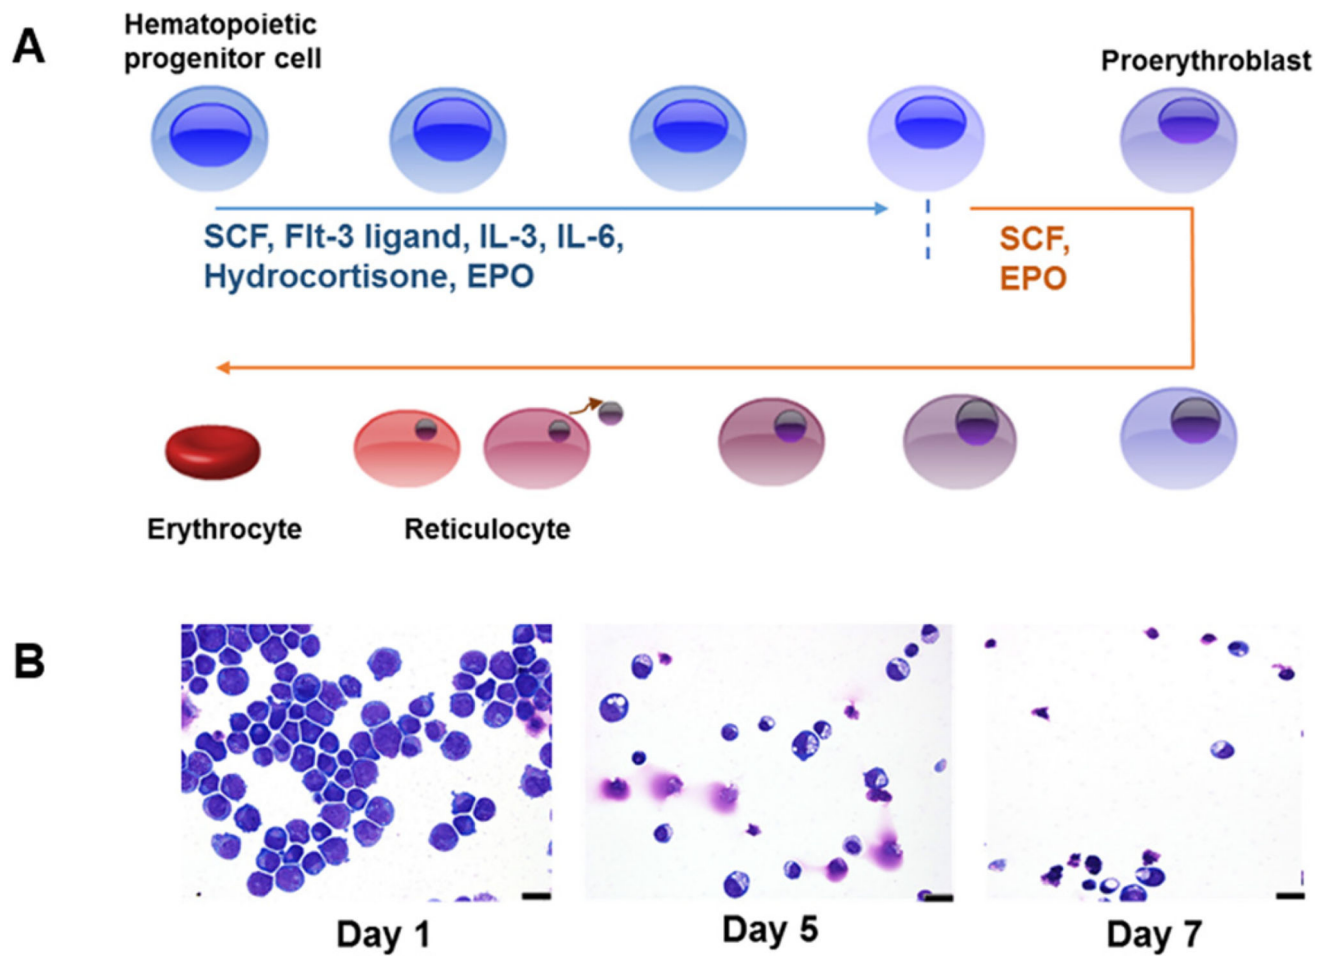 A
Hematopoietic
progenitor cell
Proerythroblast
SCF, Flt-3 ligand, IL-3, IL-6,
Hydrocortisone, EPO
SCF,
EPO
Erythrocyte
Reticulocyte
B
Day 1
Day 5
Day 7